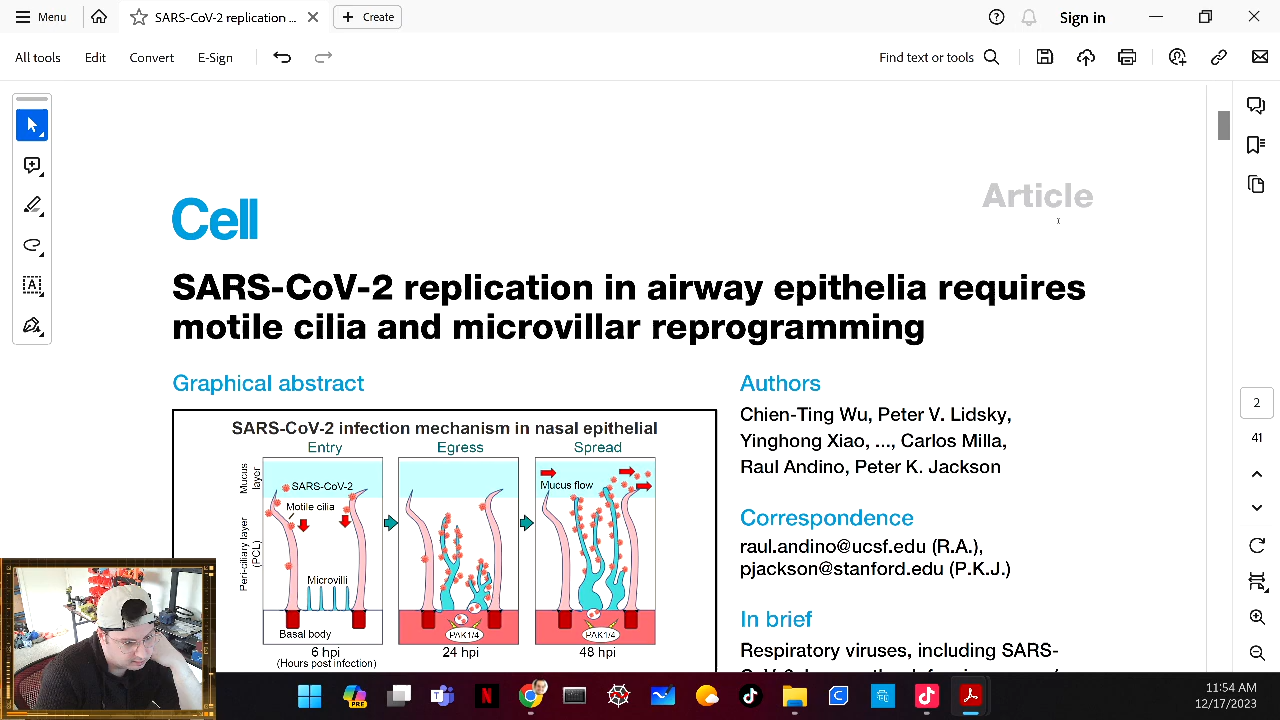 Menu
SARS-CoV-2 replication ...
Create
Sign in
All tools
Edit
Convert
E-Sign
Find text or tools
Article
Cell
SARS-CoV-2 replication in airway epithelia requires
motile cilia and microvillar reprogramming
Graphical abstract
SARS-CoV-2 infection mechanism in nasal epithelial
Entry
Egress
Spread
Mucus
layer
SARS-CoV-2
Motile cilia
Mucus flow
Peri-ciliary layer
(PCL)
Microvilli
Basal body
PAK1/4
PAK1/4
6 hpi
(Hours post infection)
24 hpi
48 hpi
Authors
Chien-Ting Wu, Peter V. Lidsky,
Yinghong Xiao, ..., Carlos Milla,
Raul Andino, Peter K. Jackson
Correspondence
raul.andino@ucsf.edu (R.A.),
pjackson@stanford.edu (P.K.J.)
In brief
Respiratory viruses, including SARS-
2
41
PRE
11:54 AM
12/17/2023